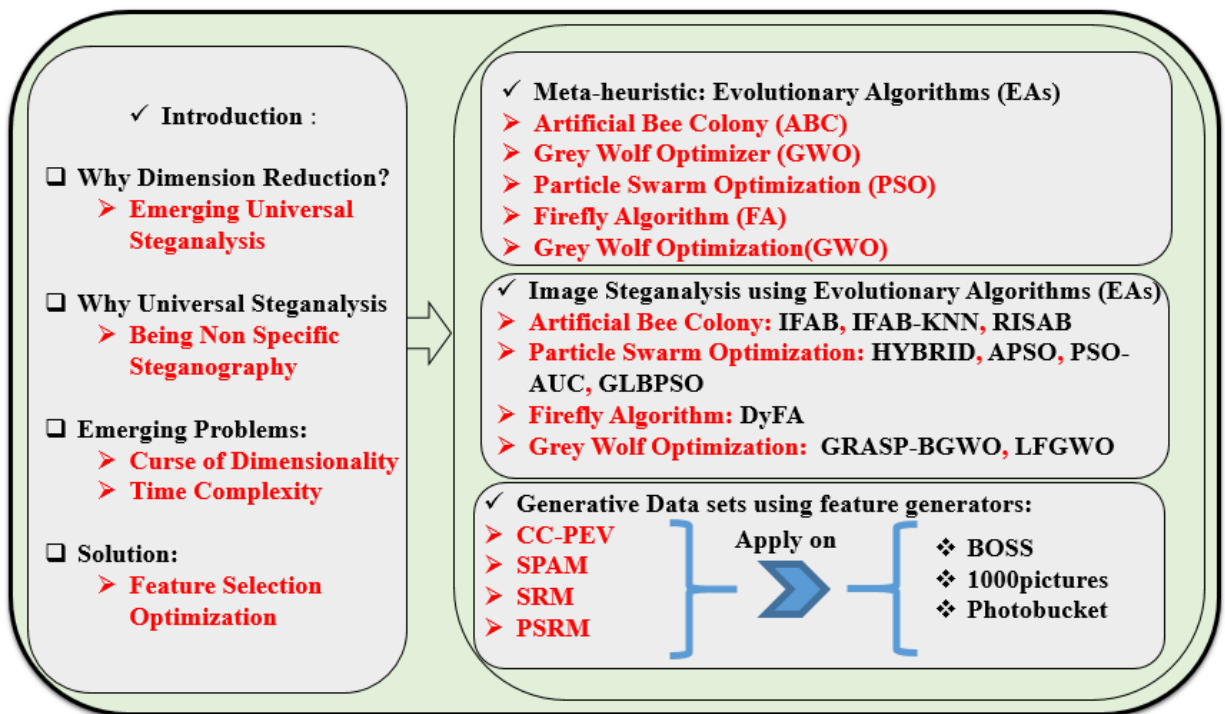 ✓ Introduction :
❑ Why Dimension Reduction?
➢ Emerging Universal
Steganalysis
❑ Why Universal Steganalysis
➢ Being Non Specific
Steganography
❑ Emerging Problems:
➢ Curse of Dimensionality
➢ Time Complexity
❑ Solution:
➢ Feature Selection
Optimization
✓ Meta-heuristic: Evolutionary Algorithms (EAs)
➢ Artificial Bee Colony (ABC)
➢ Grey Wolf Optimizer (GWO)
➢ Particle Swarm Optimization (PSO)
➢ Firefly Algorithm (FA)
➢ Grey Wolf Optimization(GWO)
✓ Image Steganalysis using Evolutionary Algorithms (EAs)
➢ Artificial Bee Colony: IFAB, IFAB-KNN, RISAB
➢ Particle Swarm Optimization: HYBRID, APSO, PSO-
AUC, GLBPSO
➢ Firefly Algorithm: DyFA
➢ Grey Wolf Optimization: GRASP-BGWO, LFGWO
✓ Generative Data sets using feature generators:
➢ CC-PEV
➢ SPAM
➢ SRM
➢ PSRM
Apply on
❖ BOSS
❖ 1000pictures
❖ Photobucket